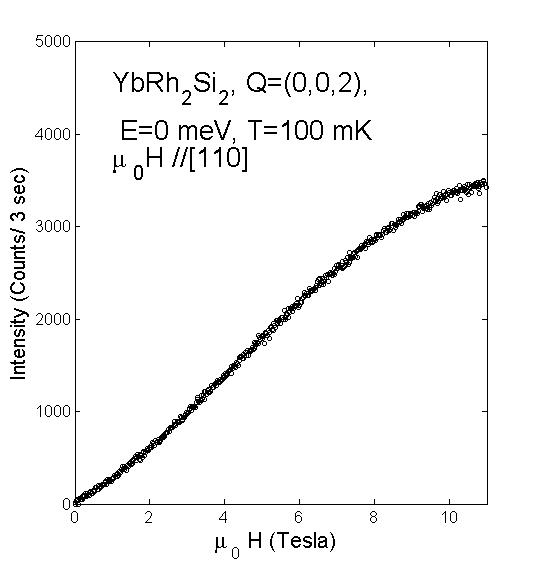 YbRh₂Si₂, Q=(0,0,2),
E=0 meV, T=100 mK
μ₀H //[110]
Intensity (Counts/ 3 sec)
5000
4000
3000
2000
1000
0
0 2 4 6 8 10
μ₀ H (Tesla)